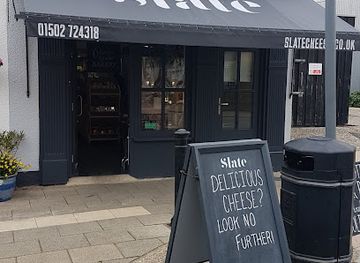 Slate
01502 724318
SLATECHEESE.CO.UK
Slate
DELICIOUS
CHEESE?
LOOK NO
FURTHER!